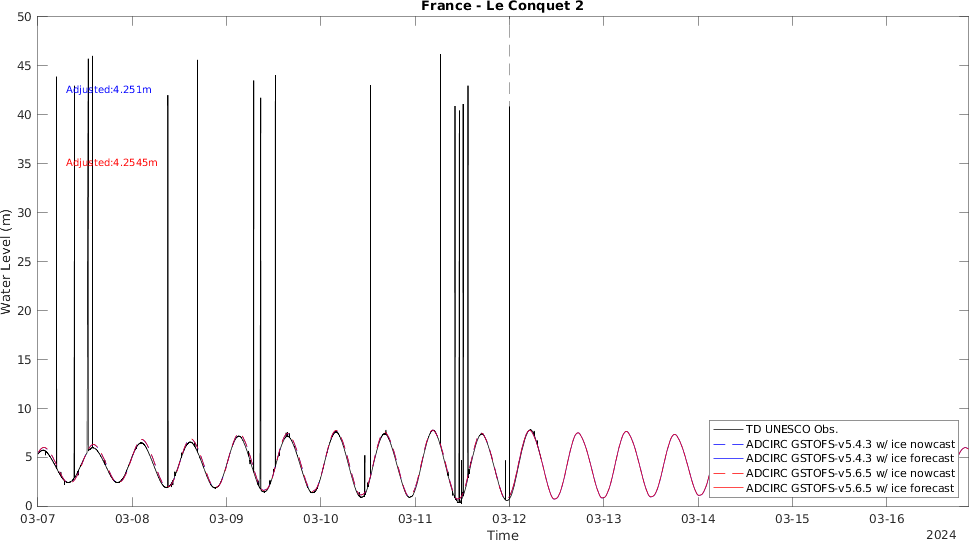 France - Le Conquet 2
50
45
40
35
30
25
20
15
10
5
0
Water Level (m)
Adjusted:4.251m
Adjusted:4.2545m
TD UNESCO Obs.
ADCIRC GSTOFS-v5.4.3 w/ ice nowcast
ADCIRC GSTOFS-v5.4.3 w/ ice forecast
ADCIRC GSTOFS-v5.6.5 w/ ice nowcast
ADCIRC GSTOFS-v5.6.5 w/ ice forecast
03-07 03-08 03-09 03-10 03-11 03-12 03-13 03-14 03-15 03-16
Time
2024